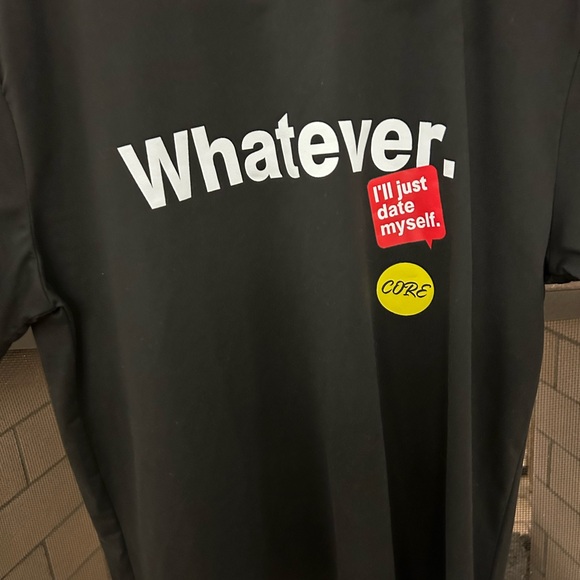 Whatever.
I'll just
date
myself.
CORE